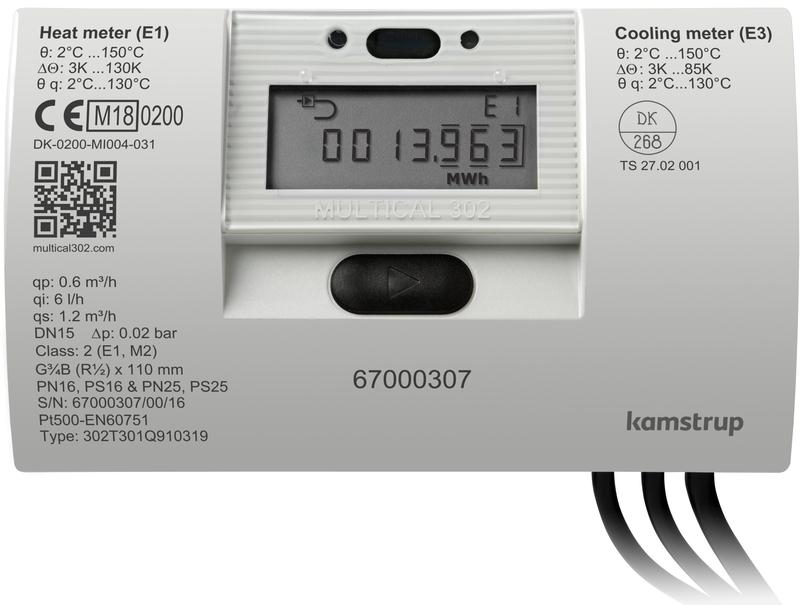 Heat meter (E1)
θ: 2°C ...150°C
ΔΘ: 3K ...130K
θ q: 2°C...130°C
CE M18 0200
DK-0200-MI004-031
multical302.com
qp: 0.6 m³/h
qi: 6 l/h
qs: 1.2 m³/h
DN15 Δp: 0.02 bar
Class: 2 (E1, M2)
G¾B (R½) x 110 mm
PN16, PS16 & PN25, PS25
S/N: 67000307/00/16
Pt500-EN60751
Type: 302T301Q910319
E1
0013.963
MWh
MULTICAL 302
67000307
Cooling meter (E3)
θ: 2°C ...150°C
ΔΘ: 3K ...85K
θ q: 2°C...130°C
DK
268
TS 27.02 001
kamstrup